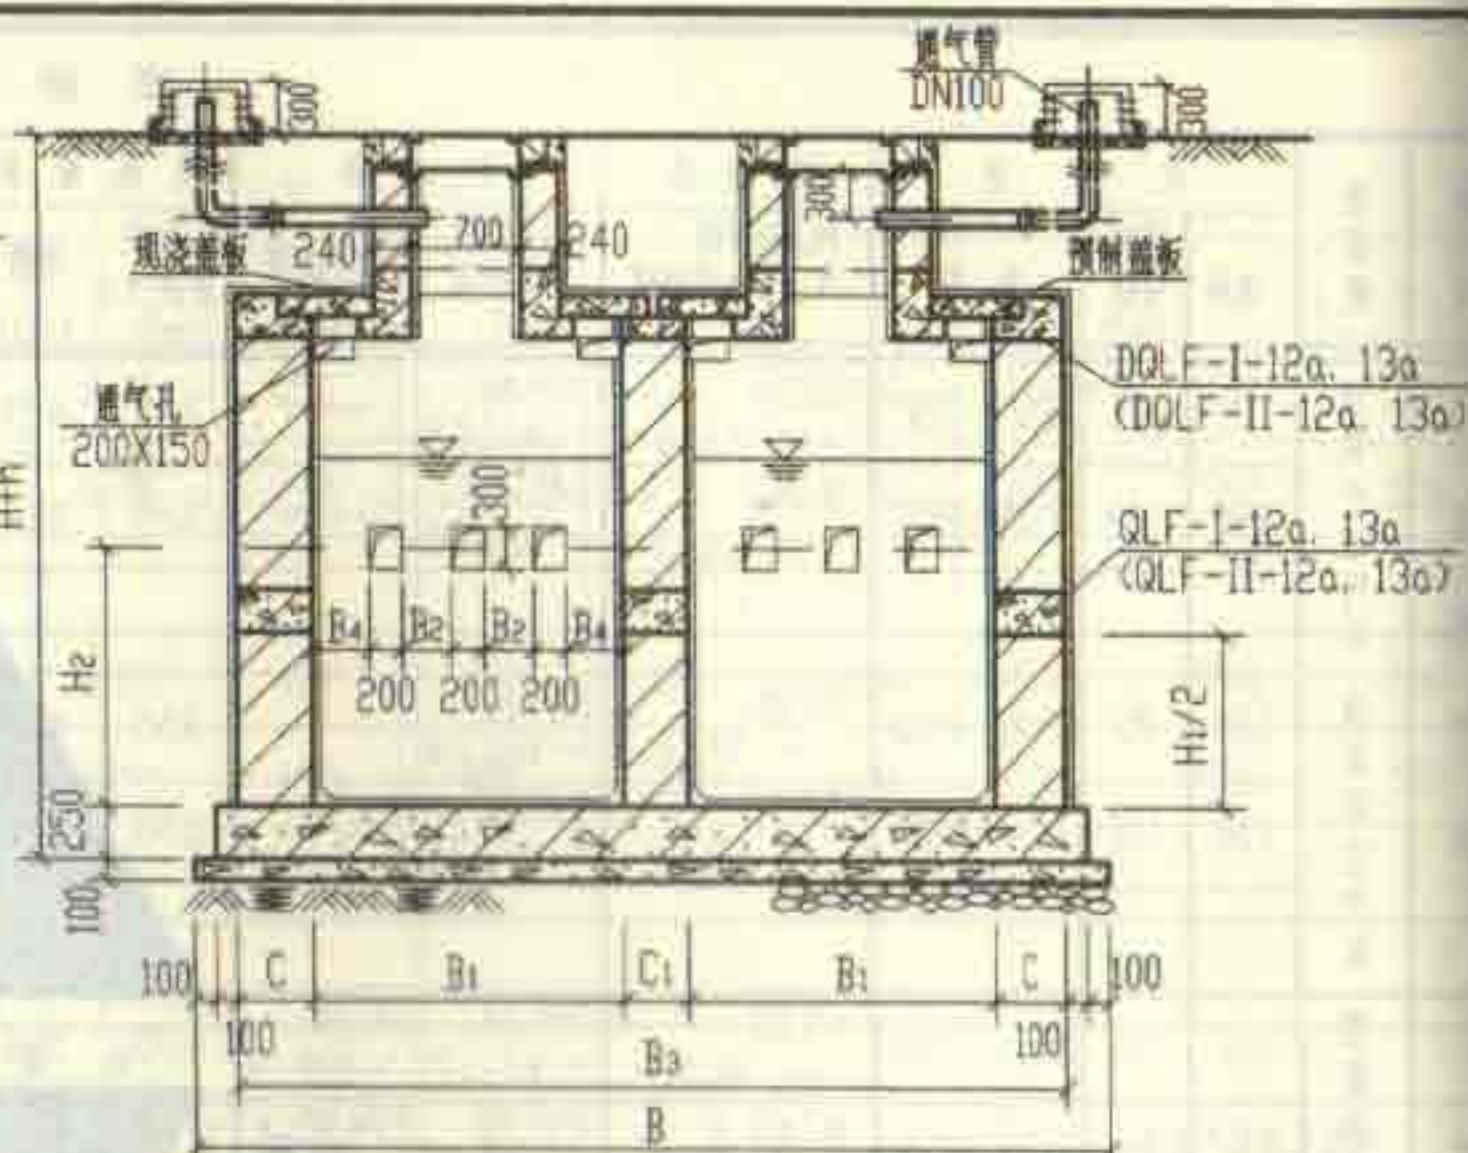 通气管
DN100
300
300
240
700
240
300
现浇盖板
预制盖板
DQLF-I-12a. 13a
(DQLF-II-12a. 13a)
通气孔
200X150
H+h
300
QLF-I-12a. 13a
(QLF-II-12a. 13a)
H2
B4 B2 B2 B4
200 200 200
H1/2
250
100
100 C B1 C1 B1 C 100
100 100
B3
B